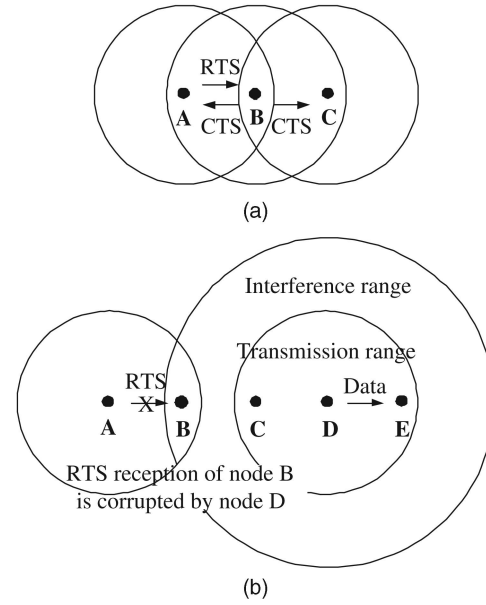 RTS
CTS
CTS
A
B
C
(a)
Interference range
Transmission range
RTS
X
Data
A
B
C
D
E
RTS reception of node B
is corrupted by node D
(b)